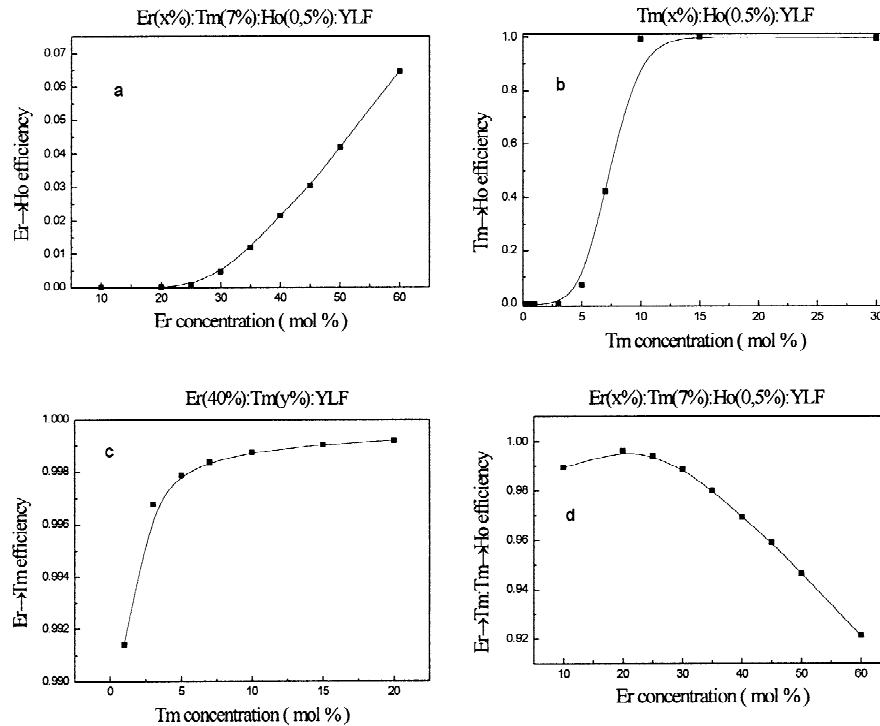 Er(x%):Tm(7%):Ho(0,5%):YLF
0.07
0.06
0.05
0.04
0.03
0.02
0.01
0.00
a
Er→Ho efficiency
10 20 30 40 50 60
Er concentration ( mol % )
Tm(x%):Ho(0.5%):YLF
1.0
0.8
0.6
0.4
0.2
0.0
b
Tm→Ho efficiency
0 5 10 15 20 25 30
Tm concentration ( mol % )
Er(40%):Tm(y%):YLF
1.000
0.998
0.996
0.994
0.992
0.990
c
Er→Tm efficiency
0 5 10 15 20
Tm concentration ( mol % )
Er(x%):Tm(7%):Ho(0,5%):YLF
1.00
0.98
0.96
0.94
0.92
d
Er→Tm:Tm→Ho efficiency
10 20 30 40 50 60
Er concentration ( mol % )